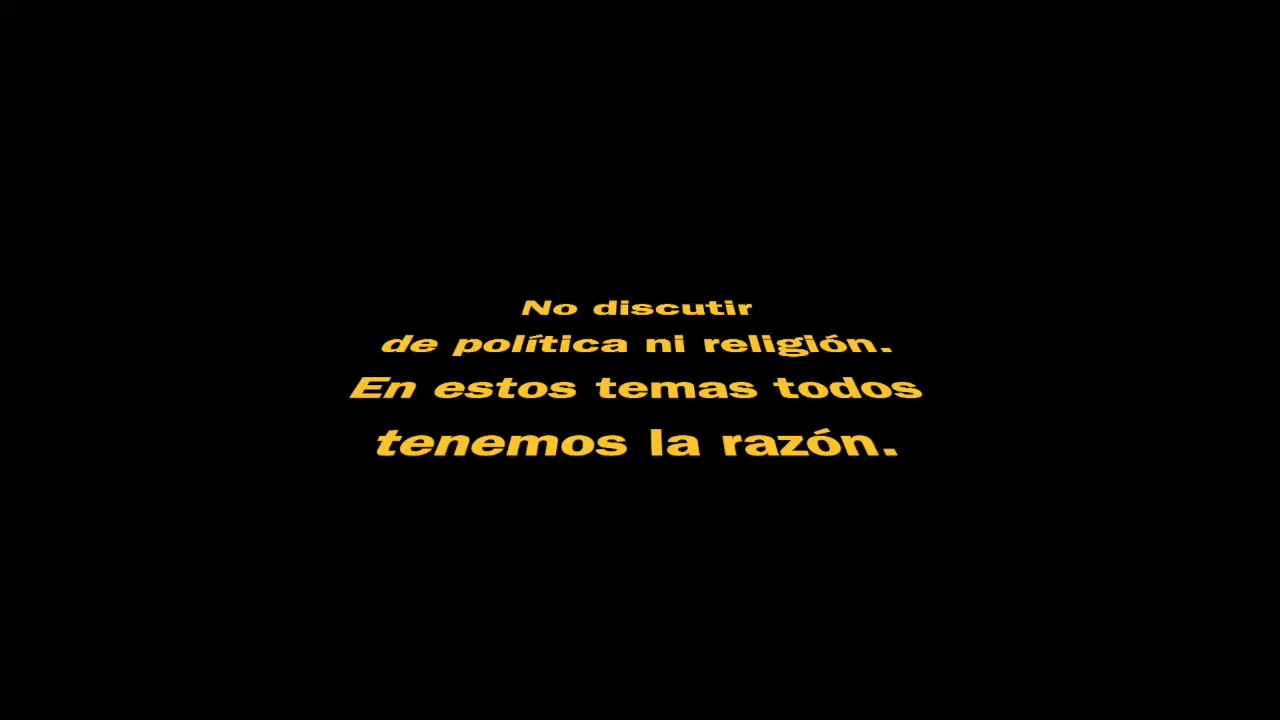 No discutir
de política ni religión.
En estos temas todos
tenemos la razón.